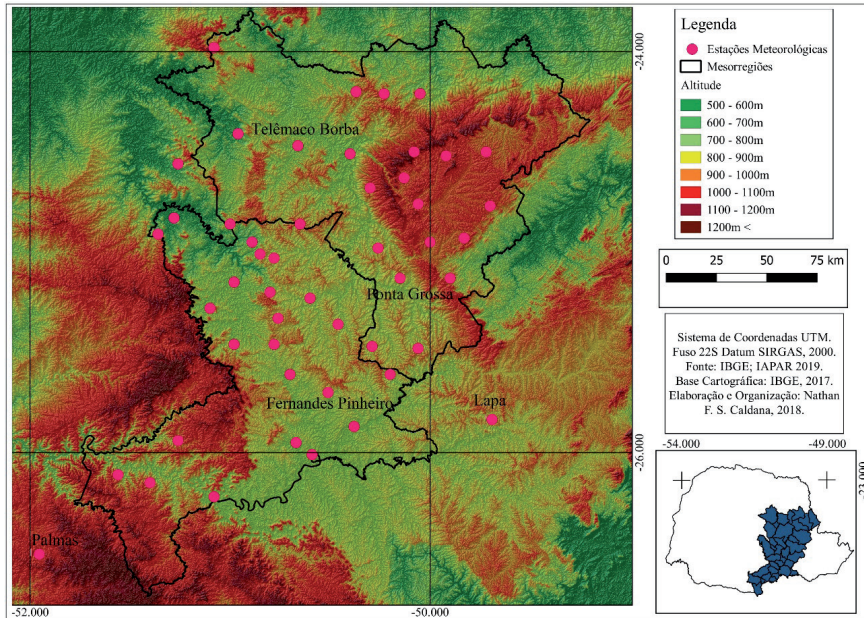 Telêmaco Borba
Ponta Grossa
Fernandes Pinheiro
Lapa
Palmas
-24.000
-26.000
-52.000
-50.000
Legenda
Estações Meteorológicas
Mesorregiões
Altitude
500 - 600m
600 - 700m
700 - 800m
800 - 900m
900 - 1000m
1000 - 1100m
1100 - 1200m
1200m <
0 25 50 75 km
Sistema de Coordenadas UTM.
Fuso 22S Datum SIRGAS, 2000.
Fonte: IBGE; IAPAR 2019.
Base Cartográfica: IBGE, 2017.
Elaboração e Organização: Nathan
F. S. Caldana, 2018.
-54.000
-49.000
-23.000